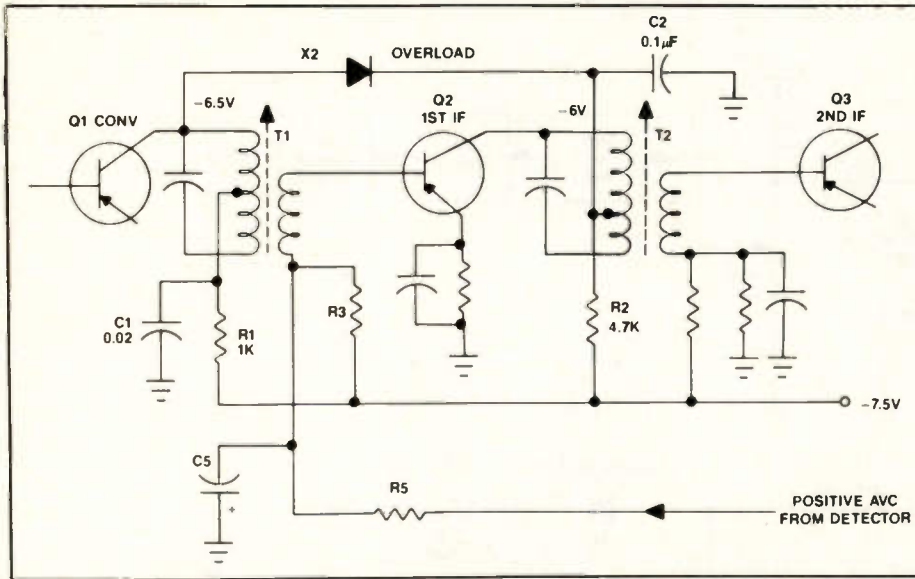 C2
0.1µF
X2
OVERLOAD
-6.5V
Q1 CONV
T1
Q2
1ST IF
-6V
T2
Q3
2ND IF
C1
0.02
R1
1K
R3
R2
4.7K
-7.5V
C5
+
R5
POSITIVE AVC
FROM DETECTOR